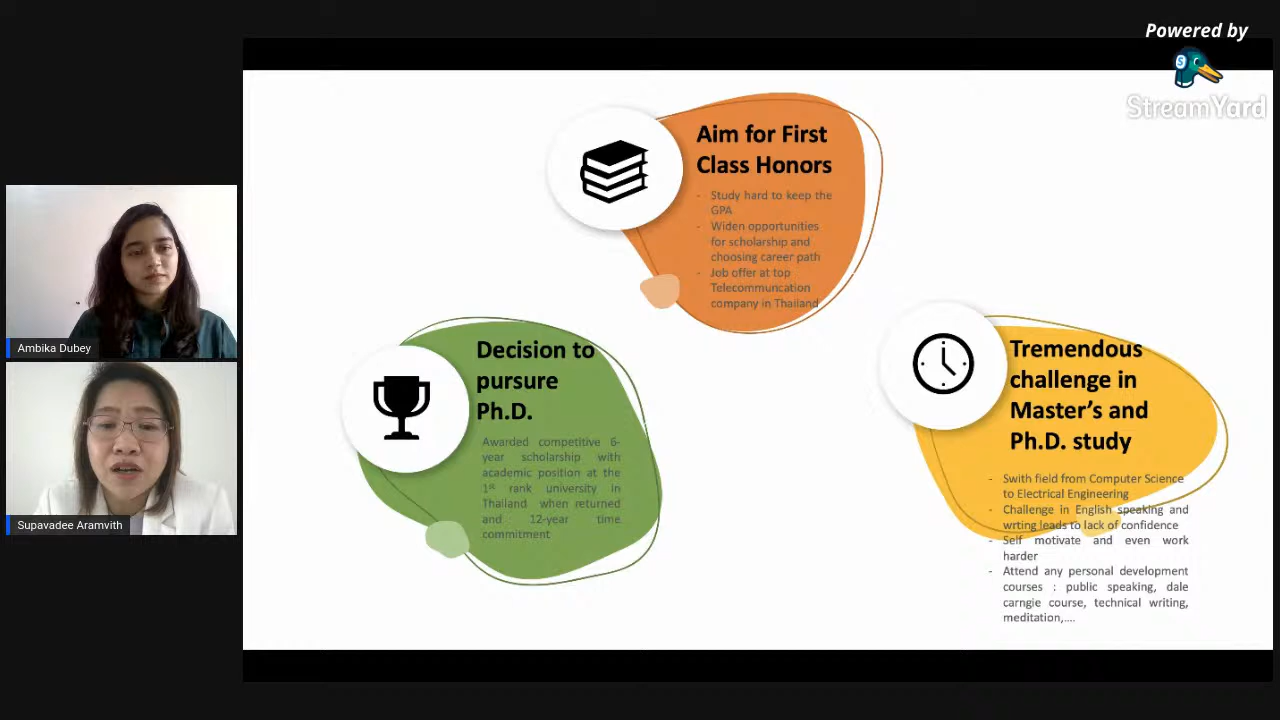 Powered by
StreamYard
Aim for First
Class Honors
- Study hard to keep the
GPA
- Widen opportunities
for scholarship and
choosing career path
- Job offer at top
Telecommuncation
company in Thailand
Decision to
pursure
Ph.D.
Awarded competitive 6-
year scholarship with
academic position at the
1st rank university in
Thailand when returned
and 12-year time
commitment
Tremendous
challenge in
Master’s and
Ph.D. study
- Swith field from Computer Science
to Electrical Engineering
- Challenge in English speaking and
wrting leads to lack of confidence
- Self motivate and even work
harder
- Attend any personal development
courses : public speaking, dale
carngie course, technical writing,
meditation,....
Ambika Dubey
Supavadee Aramvith